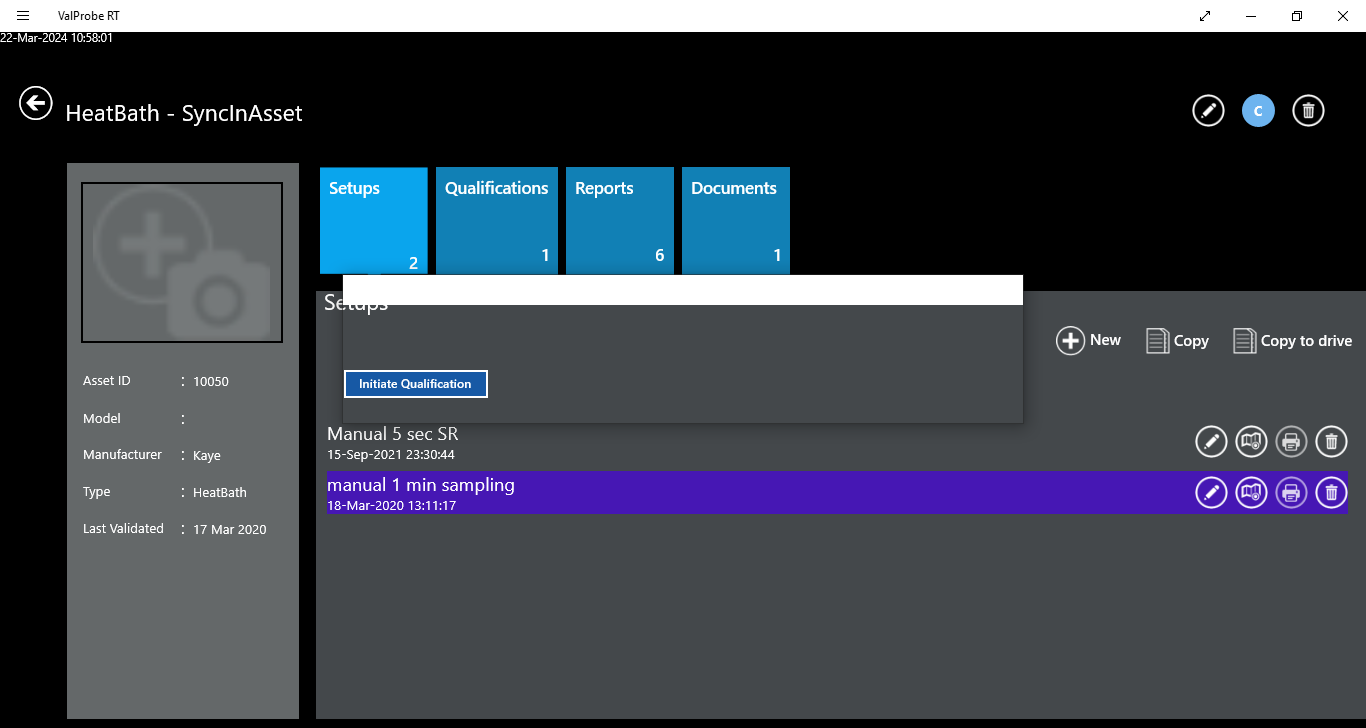 ValProbe RT
22-Mar-2024 10:58:01
HeatBath - SyncInAsset
C
Setups
2
Qualifications
1
Reports
6
Documents
1
Setups
New
Copy
Copy to drive
Asset ID : 10050
Model :
Manufacturer : Kaye
Type : HeatBath
Last Validated : 17 Mar 2020
Initiate Qualification
Manual 5 sec SR
15-Sep-2021 23:30:44
manual 1 min sampling
18-Mar-2020 13:11:17